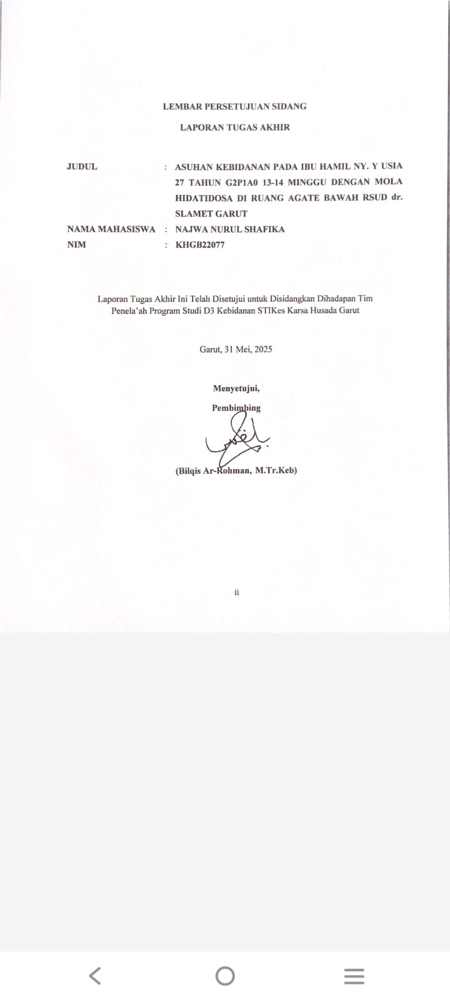 LEMBAR PERSETUJUAN SIDANG
LAPORAN TUGAS AKHIR
JUDUL : ASUHAN KEBIDANAN PADA IBU HAMIL NY. Y USIA
27 TAHUN G2P1A0 13-14 MINGGU DENGAN MOLA
HIDATIDOSA DI RUANG AGATE BAWAH RSUD dr.
SLAMET GARUT
NAMA MAHASISWA : NAJWA NURUL SHAFIKA
NIM : KHGB22077
Laporan Tugas Akhir Ini Telah Disetujui untuk Disidangkan Dihadapan Tim
Penela'ah Program Studi D3 Kebidanan STIKes Karsa Husada Garut
Garut, 31 Mei, 2025
Menyetujui,
Pembimbing
(Bilqis Ar-Rohman, M.Tr.Keb)
ii